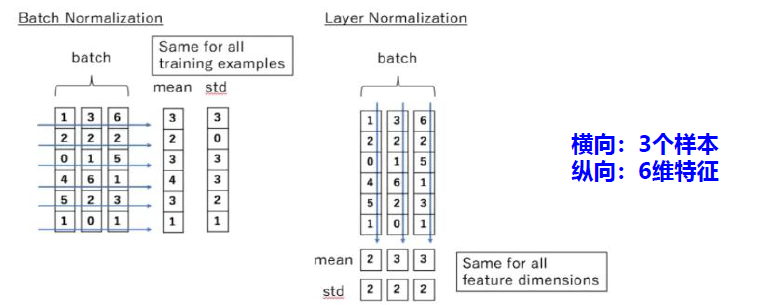 Batch Normalization
batch
Same for all
training examples
mean std
1 3 6 3 3
2 2 2 2 0
0 1 5 3 3
4 6 1 4 3
5 2 3 3 2
1 0 1 1 1
Layer Normalization
batch
1 3 6
2 2 2
0 1 5
4 6 1
5 2 3
1 0 1
mean 2 3 3
std 2 2 2
Same for all
feature dimensions
横向：3个样本
纵向：6维特征